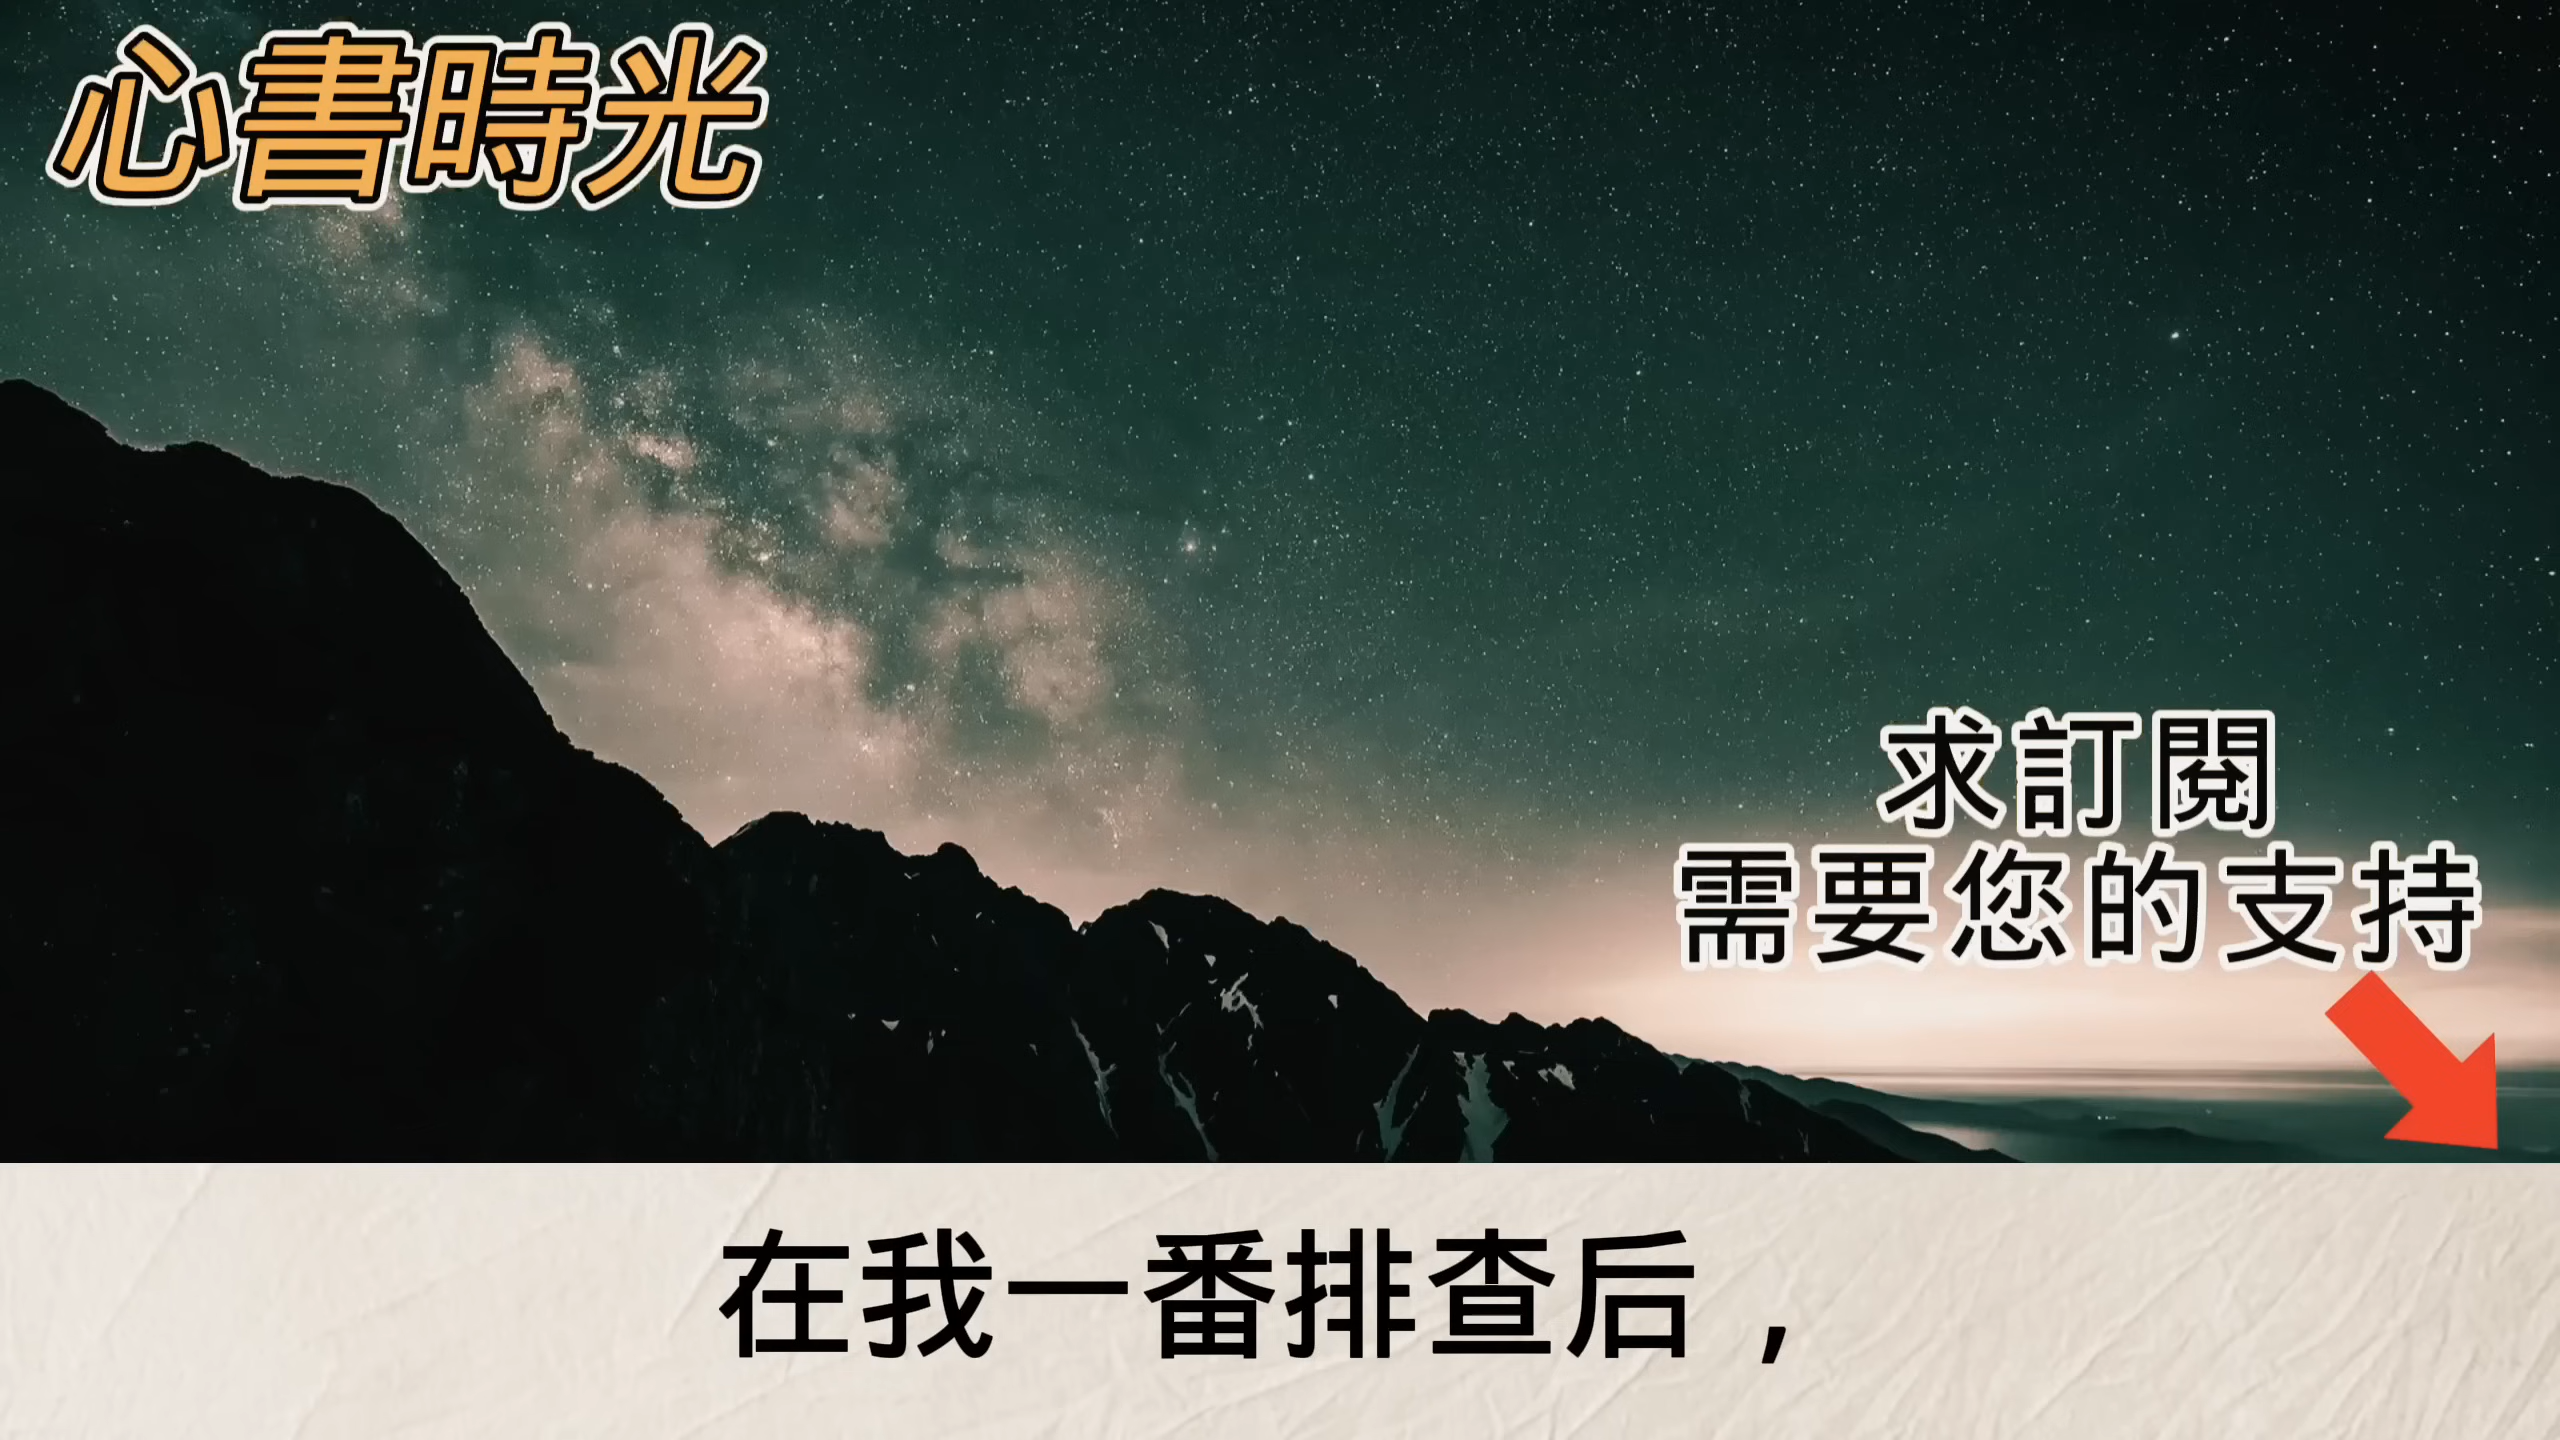 心書時光
求訂閱
需要您的支持
在我一番排查后，